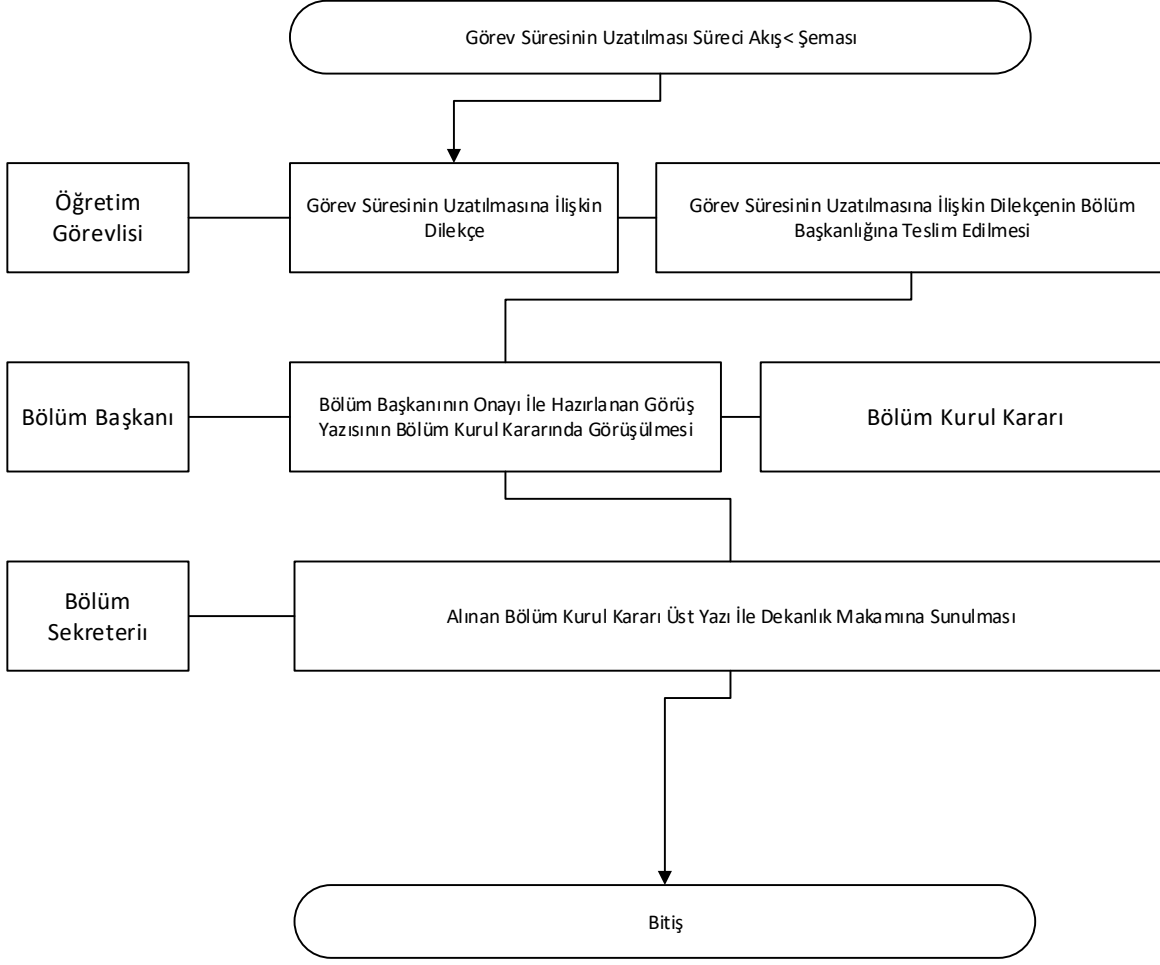 Görev Süresinin Uzatılması Süreci Akış< Şeması
Öğretim
Görevlisi
Görev Süresinin Uzatılmasına İlişkin
Dilekçe
Görev Süresinin Uzatılmasına İlişkin Dilekçenin Bölüm
Başkanlığına Teslim Edilmesi
Bölüm Başkanı
Bölüm Başkanının Onayı İle Hazırlanan Görüş
Yazısının Bölüm Kurul Kararında Görüşülmesi
Bölüm Kurul Kararı
Bölüm
Sekreteriı
Alınan Bölüm Kurul Kararı Üst Yazı İle Dekanlık Makamına Sunulması
Bitiş